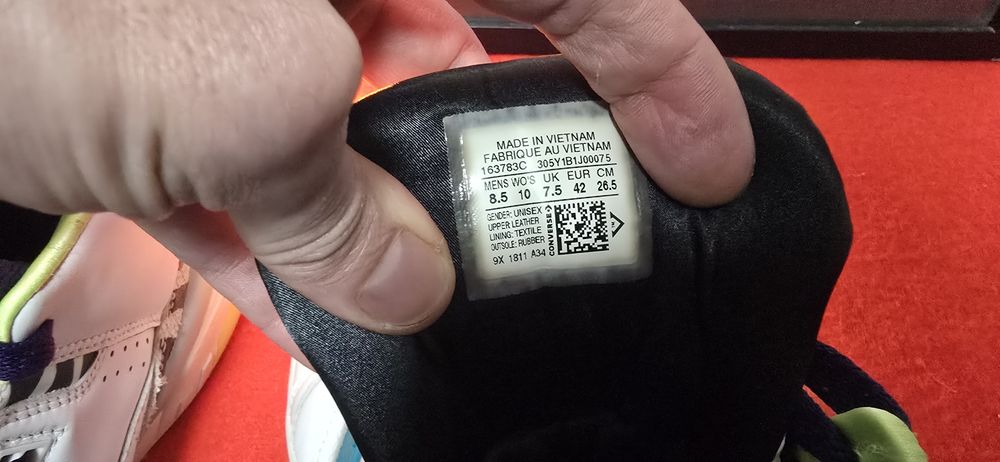 MADE IN VIETNAM
FABRIQUE AU VIETNAM
163783C 305Y1B1J00075
MENS WO'S UK EUR CM
8.5 10 7.5 42 26.5
GENDER: UNISEX
UPPER: LEATHER
LINING: TEXTILE
OUTSOLE: RUBBER
9X 1811 A34
CONVERSE